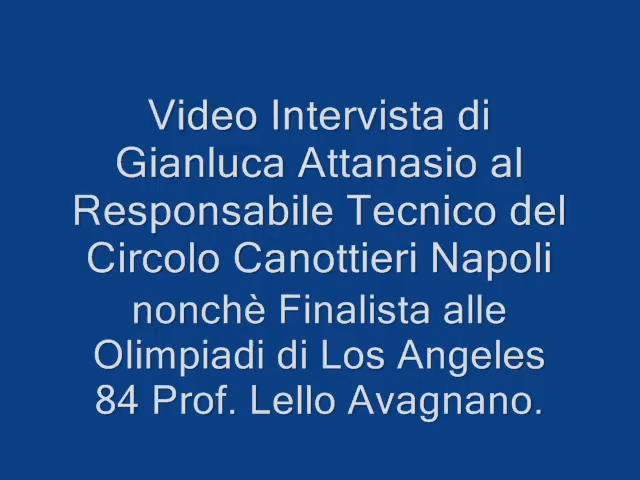 Video Intervista di
Gianluca Attanasio al
Responsabile Tecnico del
Circolo Canottieri Napoli
nonchè Finalista alle
Olimpiadi di Los Angeles
84 Prof. Lello Avagnano.